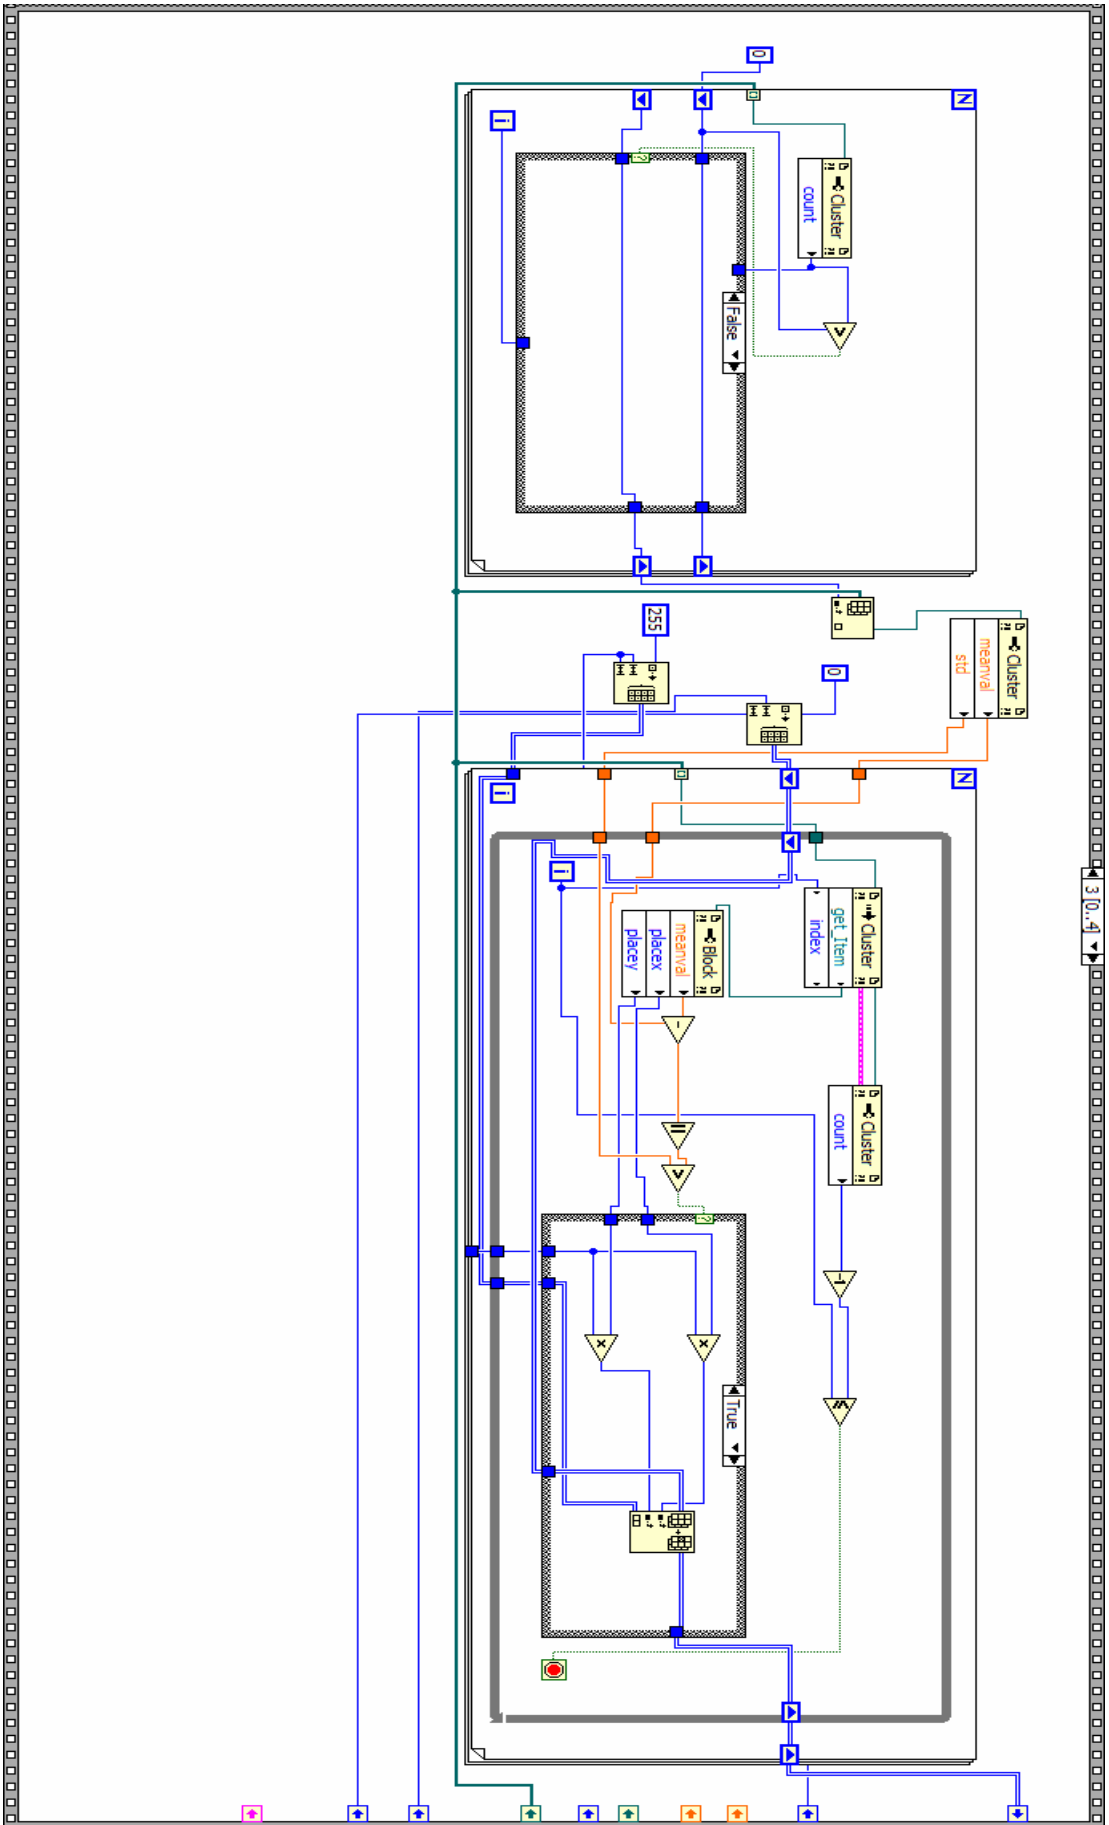 3 [0..4]
0
N
Cluster
count
>
i
?
False
Cluster
meanval
std
255
0
N
i
i
Cluster
get_Item
index
Block
meanval
placex
placey
-
||
>
Cluster
count
-1
≤
?
True
x
x